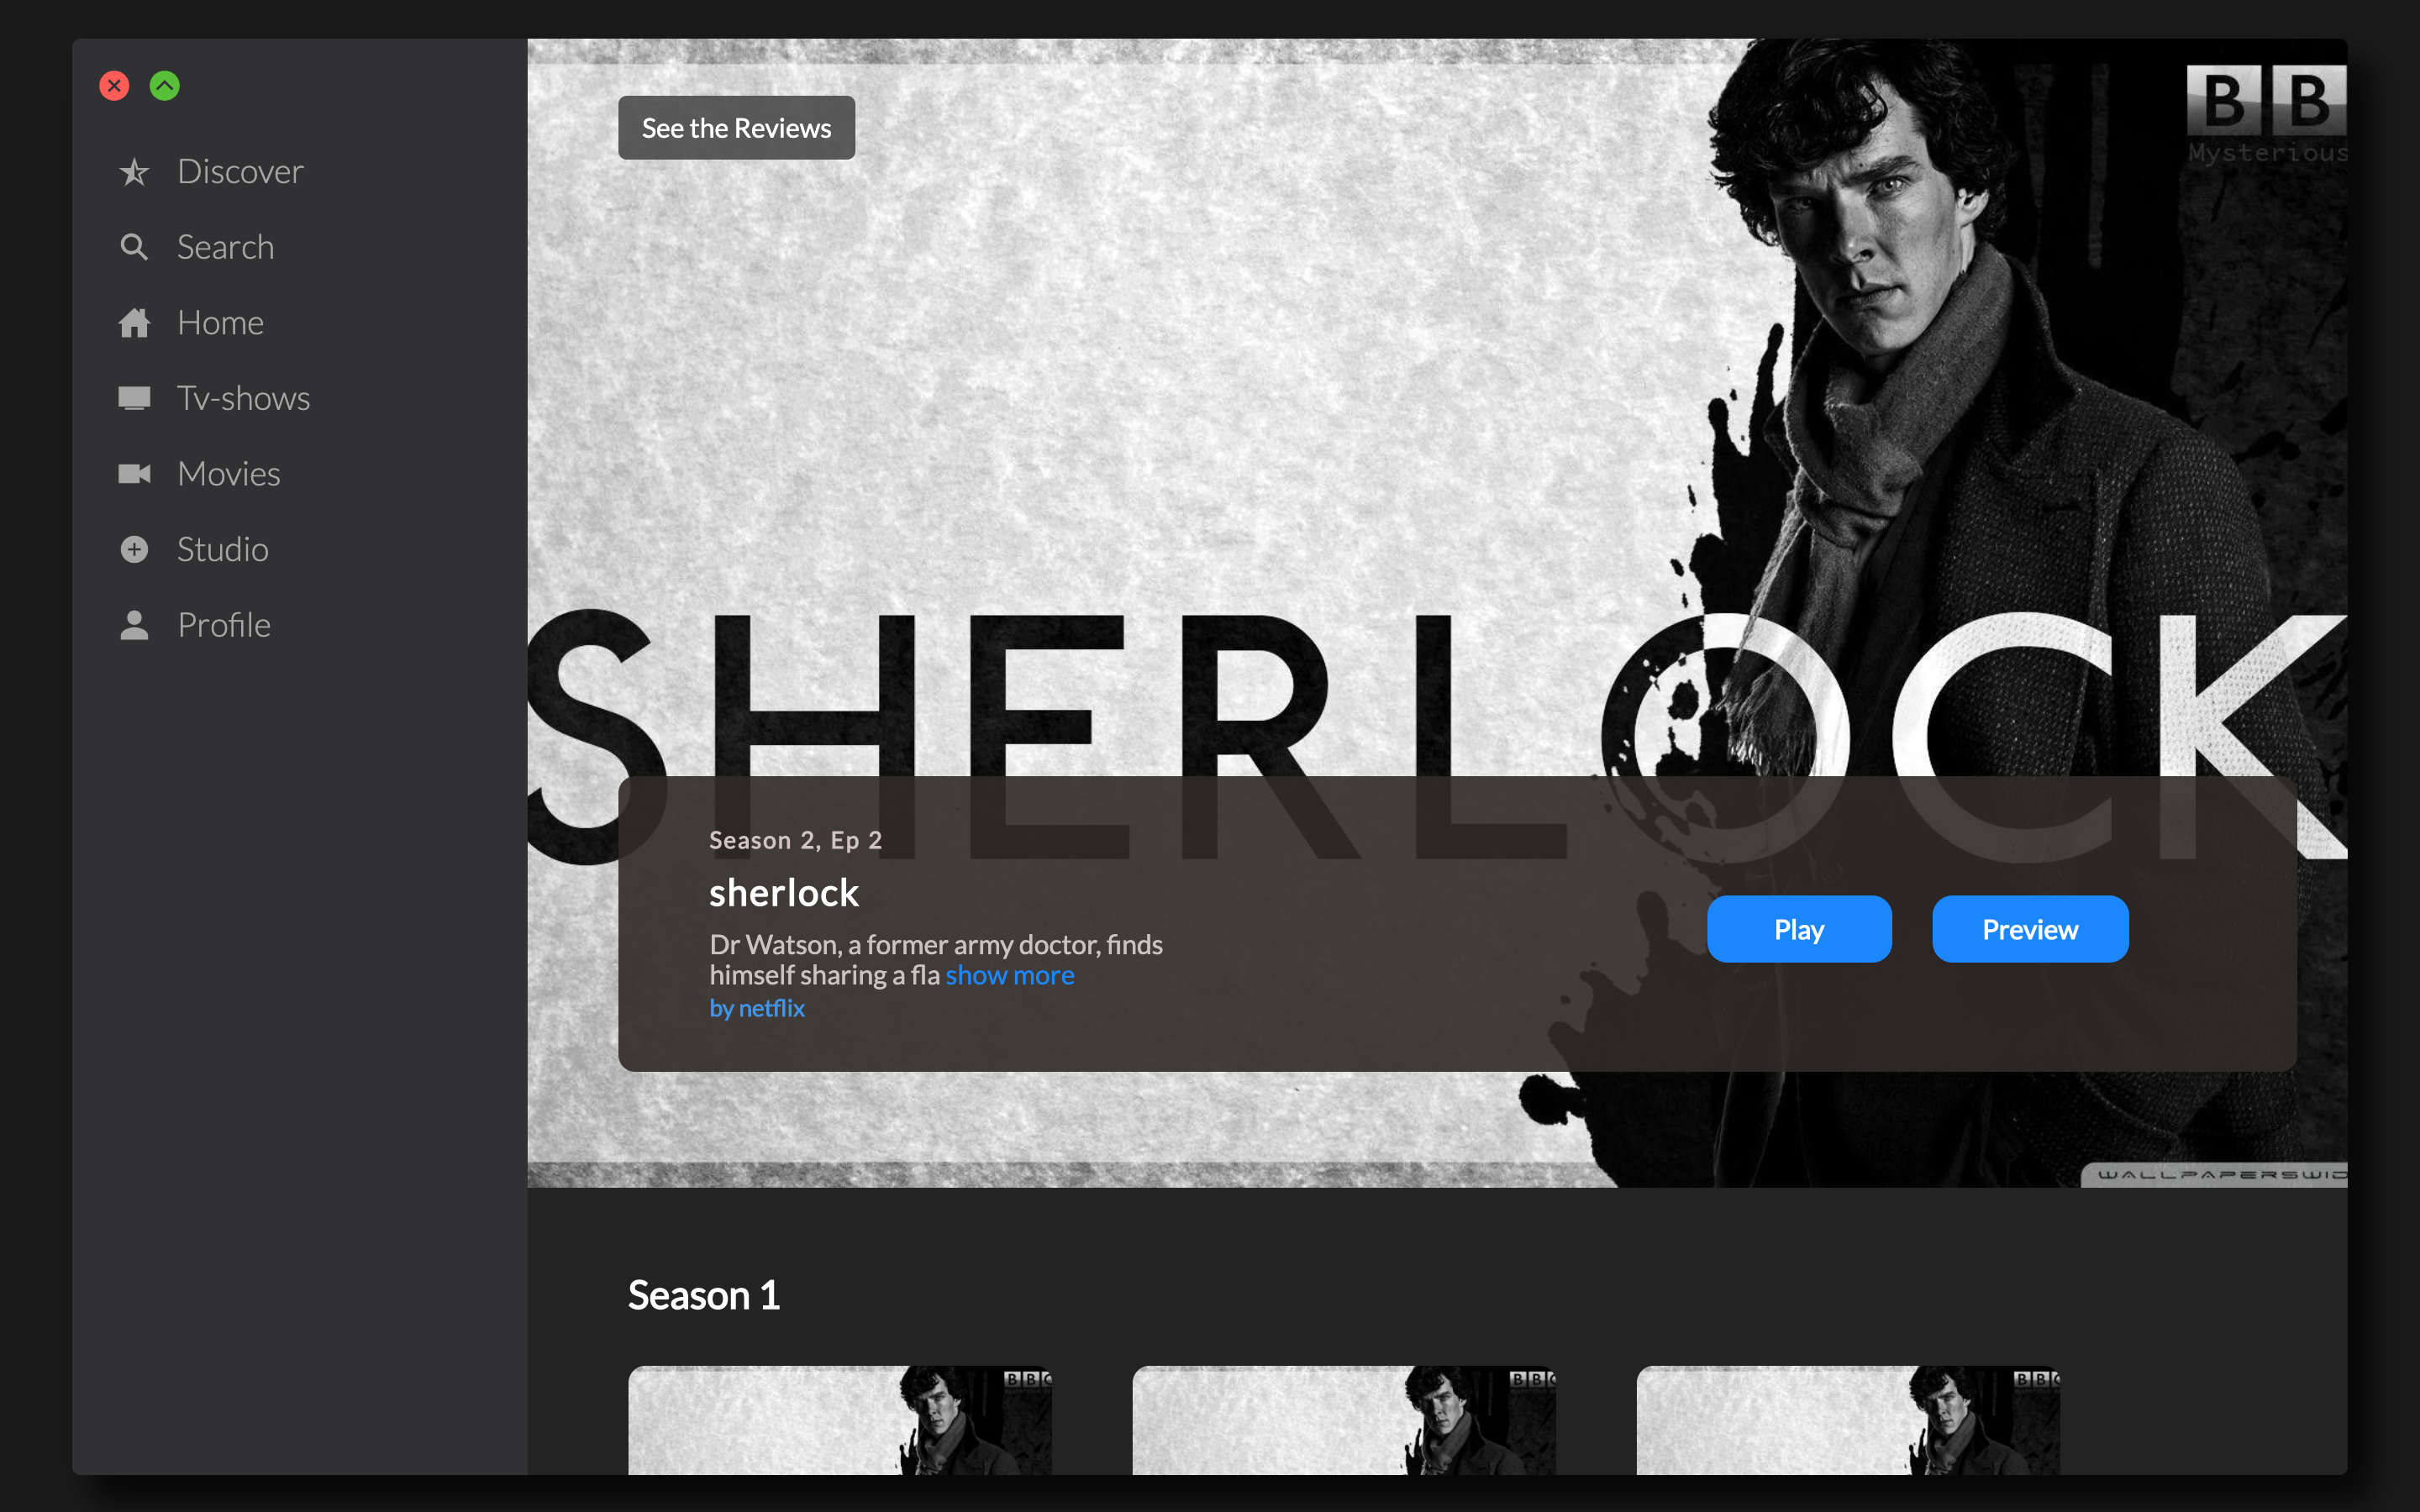 See the Reviews
BB
Mysterious
Discover
Search
Home
Tv-shows
Movies
Studio
Profile
SHERLOCK
Season 2, Ep 2
sherlock
Dr Watson, a former army doctor, finds
himself sharing a fla show more
by netflix
Play
Preview
WALLPAPERSWID
Season 1
BBC
BBC
BBC